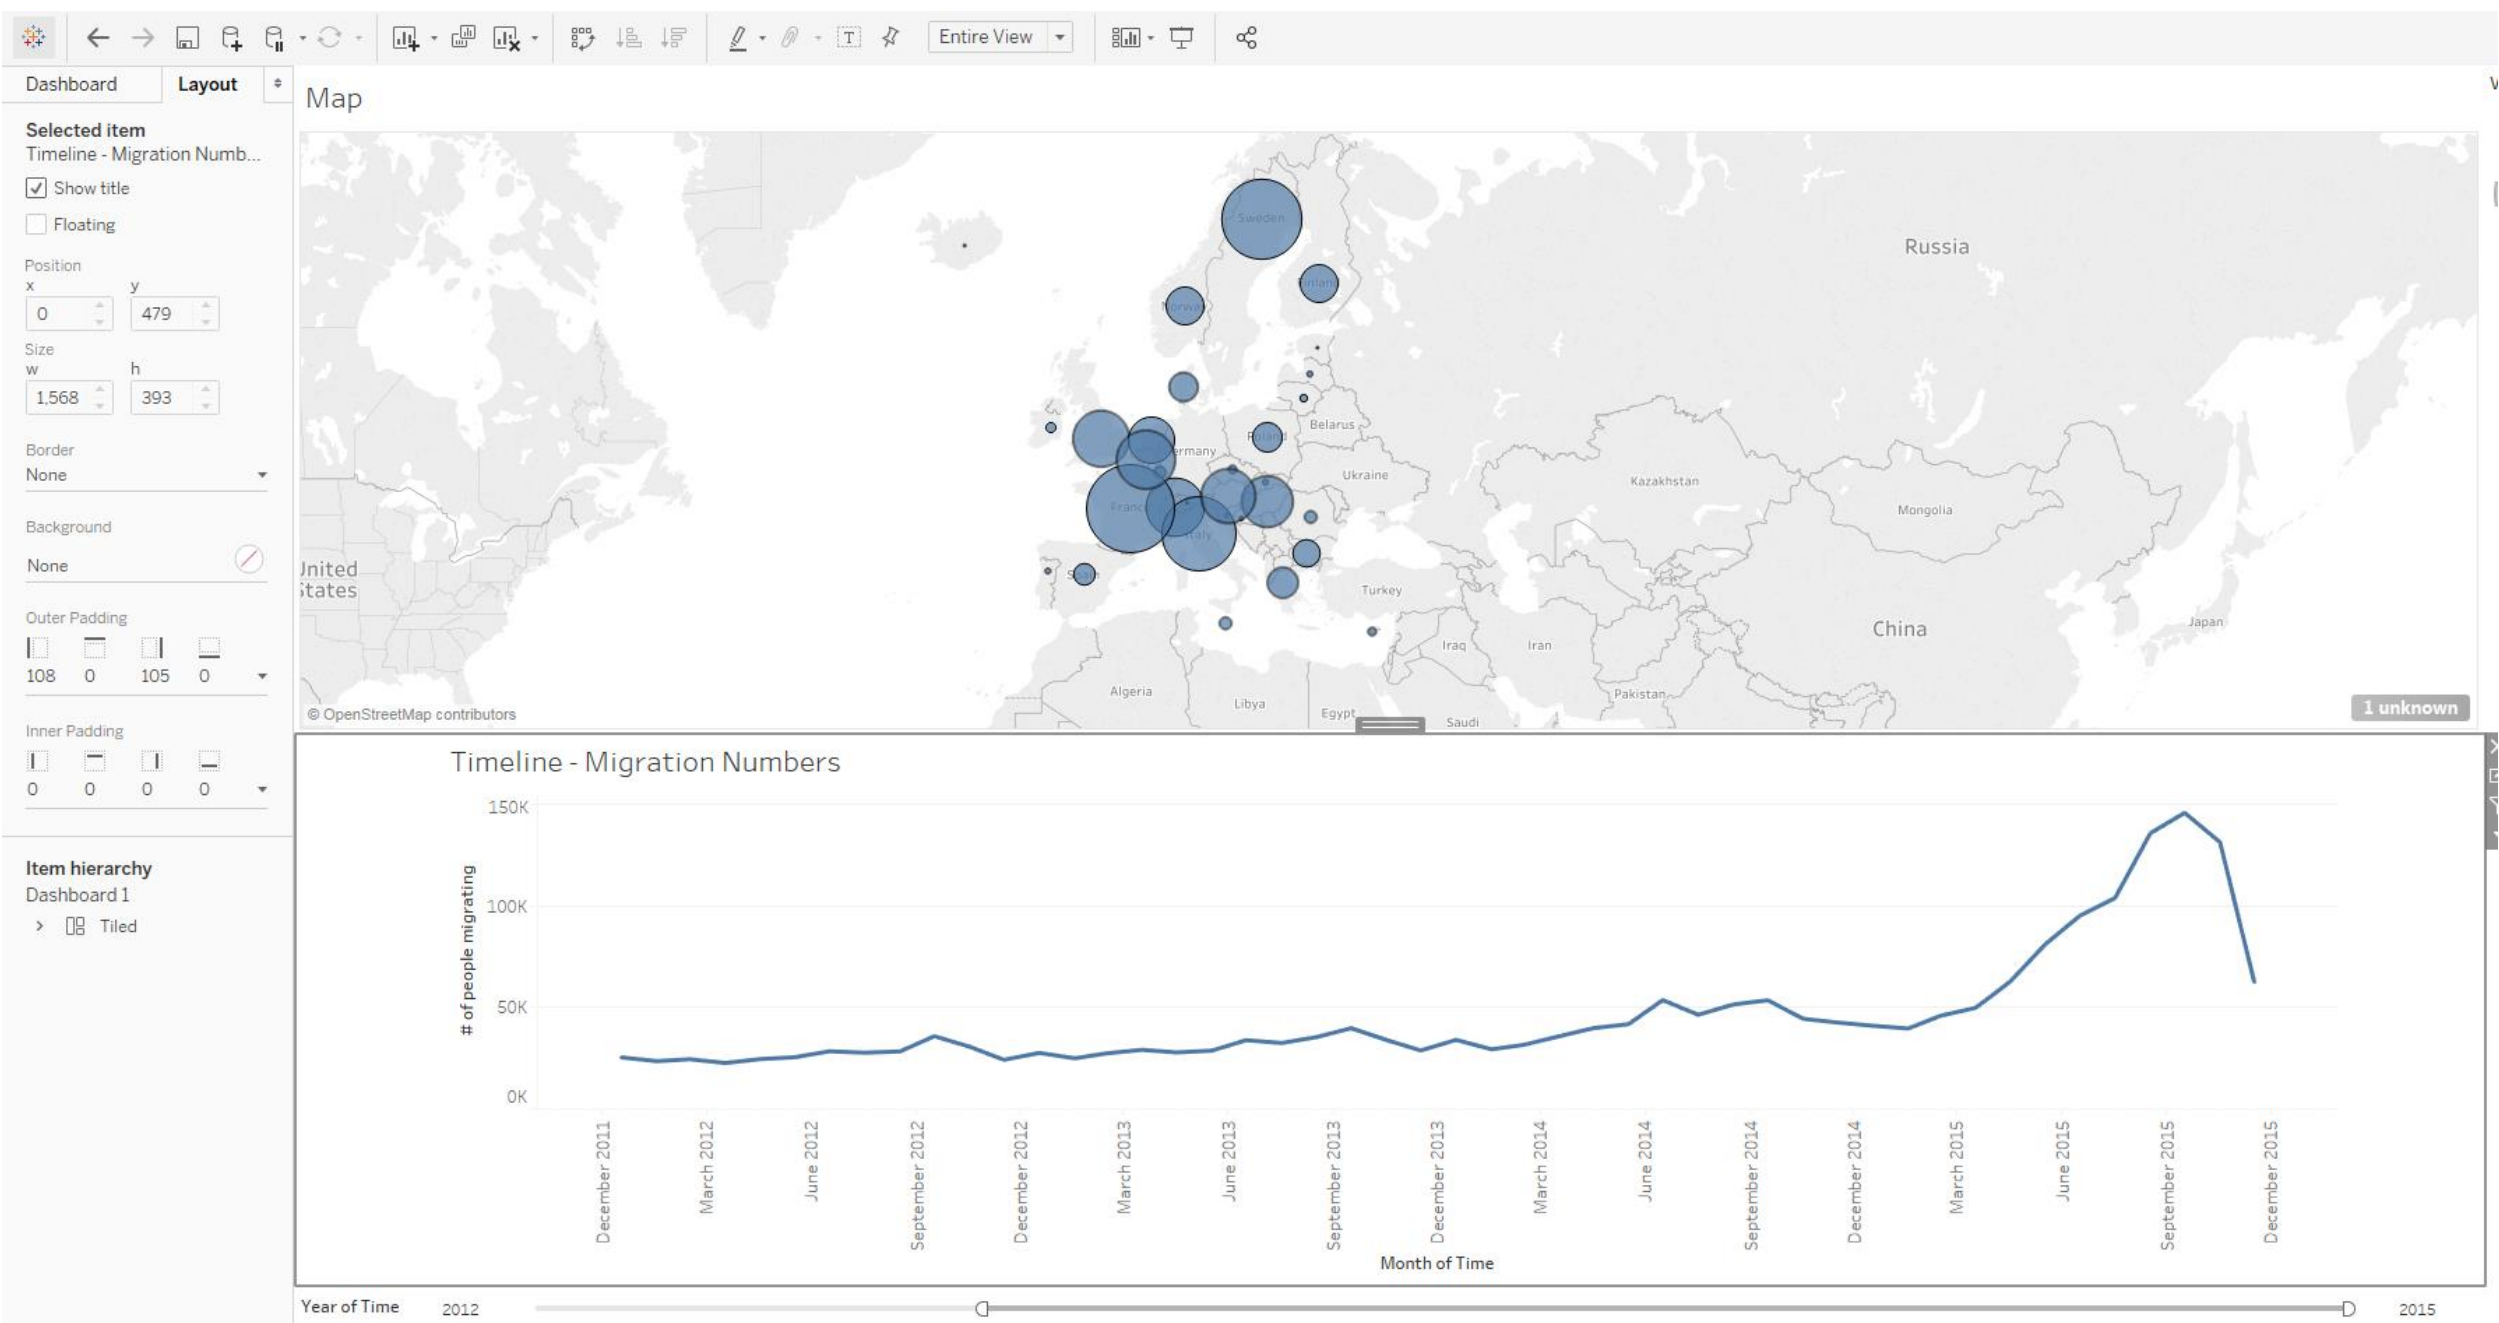 Entire View
Dashboard
Layout
Selected item
Timeline - Migration Numb...
Show title
Floating
Position
x y
0 479
Size
w h
1,568 393
Border
None
Background
None
Outer Padding
108 0 105 0
Inner Padding
0 0 0 0
Item hierarchy
Dashboard 1
Tiled
Map
Sweden
Russia
Belarus
Poland
Ukraine
Kazakhstan
Mongolia
United
States
Italy
Spain
Turkey
China
Japan
Iraq
Iran
Algeria
Libya
Egypt
Pakistan
Saudi
© OpenStreetMap contributors
1 unknown
Timeline - Migration Numbers
150K
100K
50K
0K
# of people migrating
December 2011
March 2012
June 2012
September 2012
December 2012
March 2013
June 2013
September 2013
December 2013
March 2014
June 2014
September 2014
December 2014
March 2015
June 2015
September 2015
December 2015
Month of Time
Year of Time
2012
2015